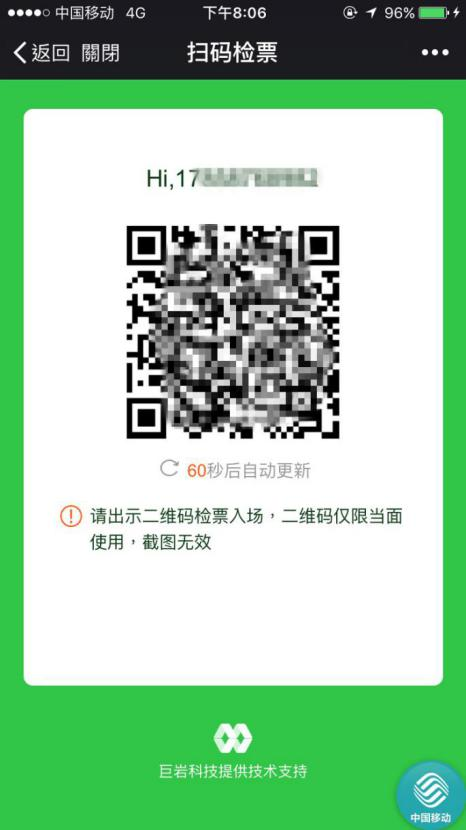 中国移动 4G 下午8:06 96%
返回 關閉 扫码检票
Hi,17
60秒后自动更新
请出示二维码检票入场，二维码仅限当面
使用，截图无效
巨岩科技提供技术支持
中国移动